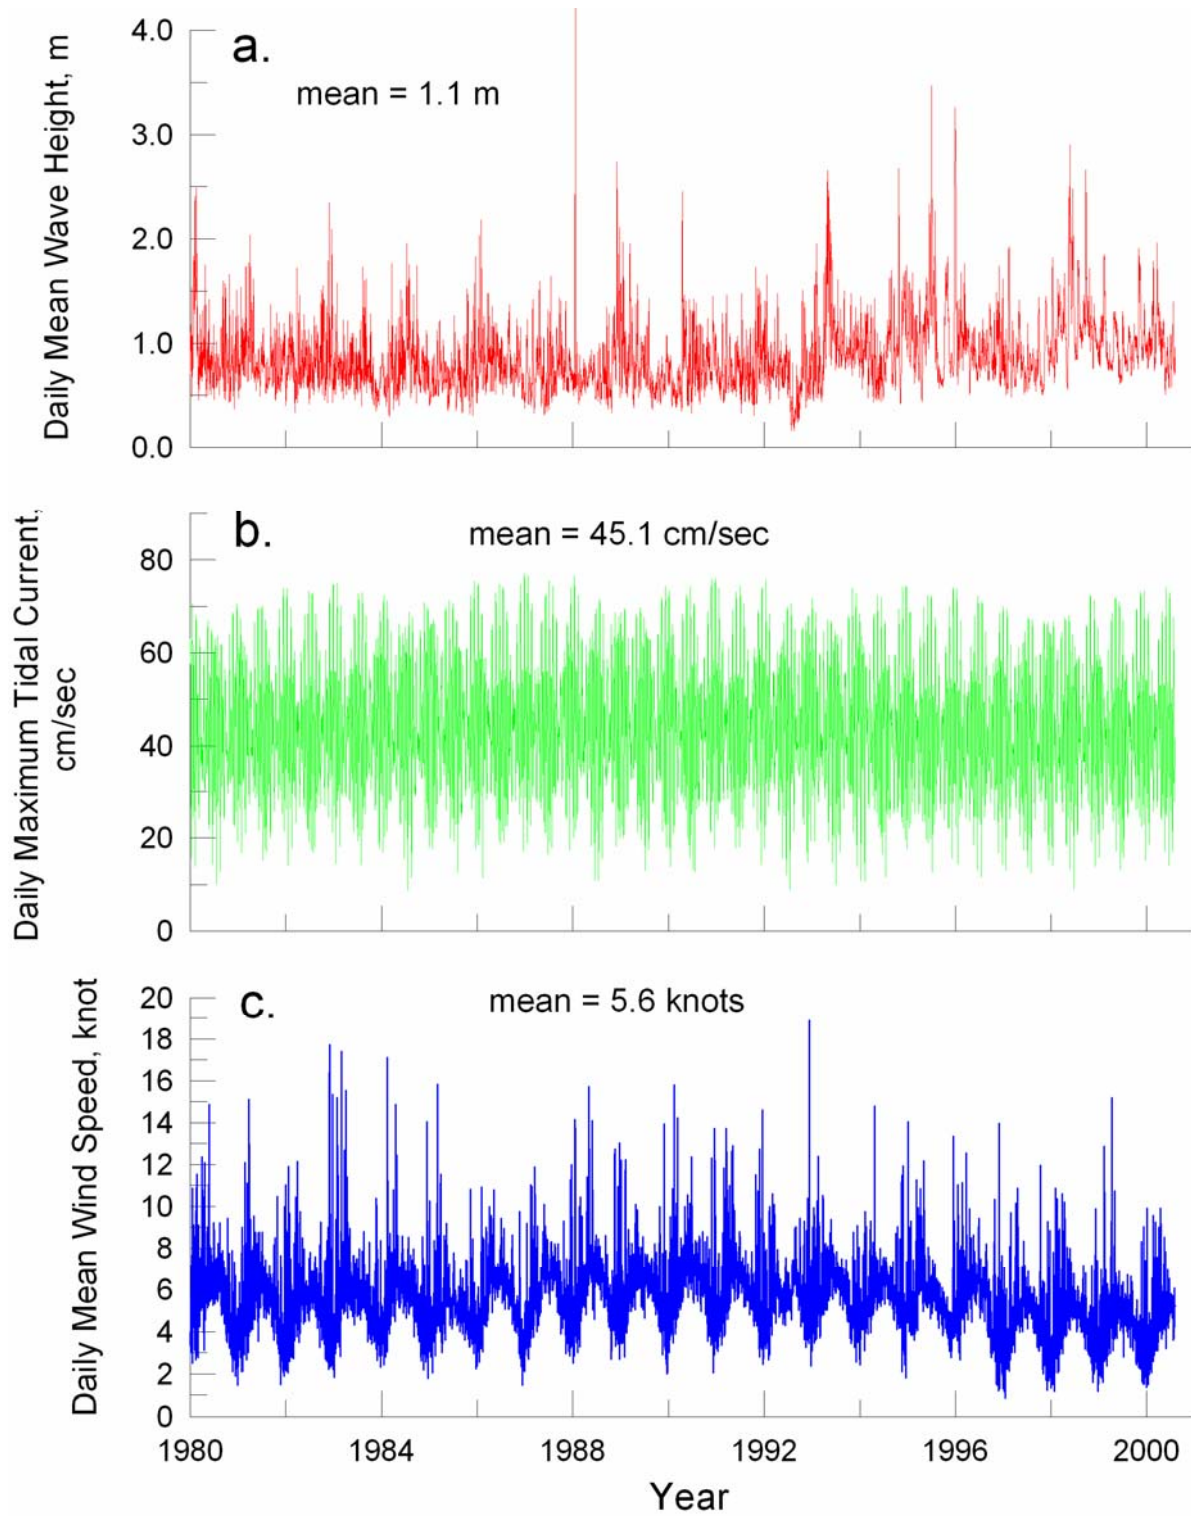 a.
mean = 1.1 m
Daily Mean Wave Height, m
4.0
3.0
2.0
1.0
0.0
b.
mean = 45.1 cm/sec
Daily Maximum Tidal Current,
cm/sec
80
60
40
20
0
c.
mean = 5.6 knots
Daily Mean Wind Speed, knot
20
18
16
14
12
10
8
6
4
2
0
1980 1984 1988 1992 1996 2000
Year